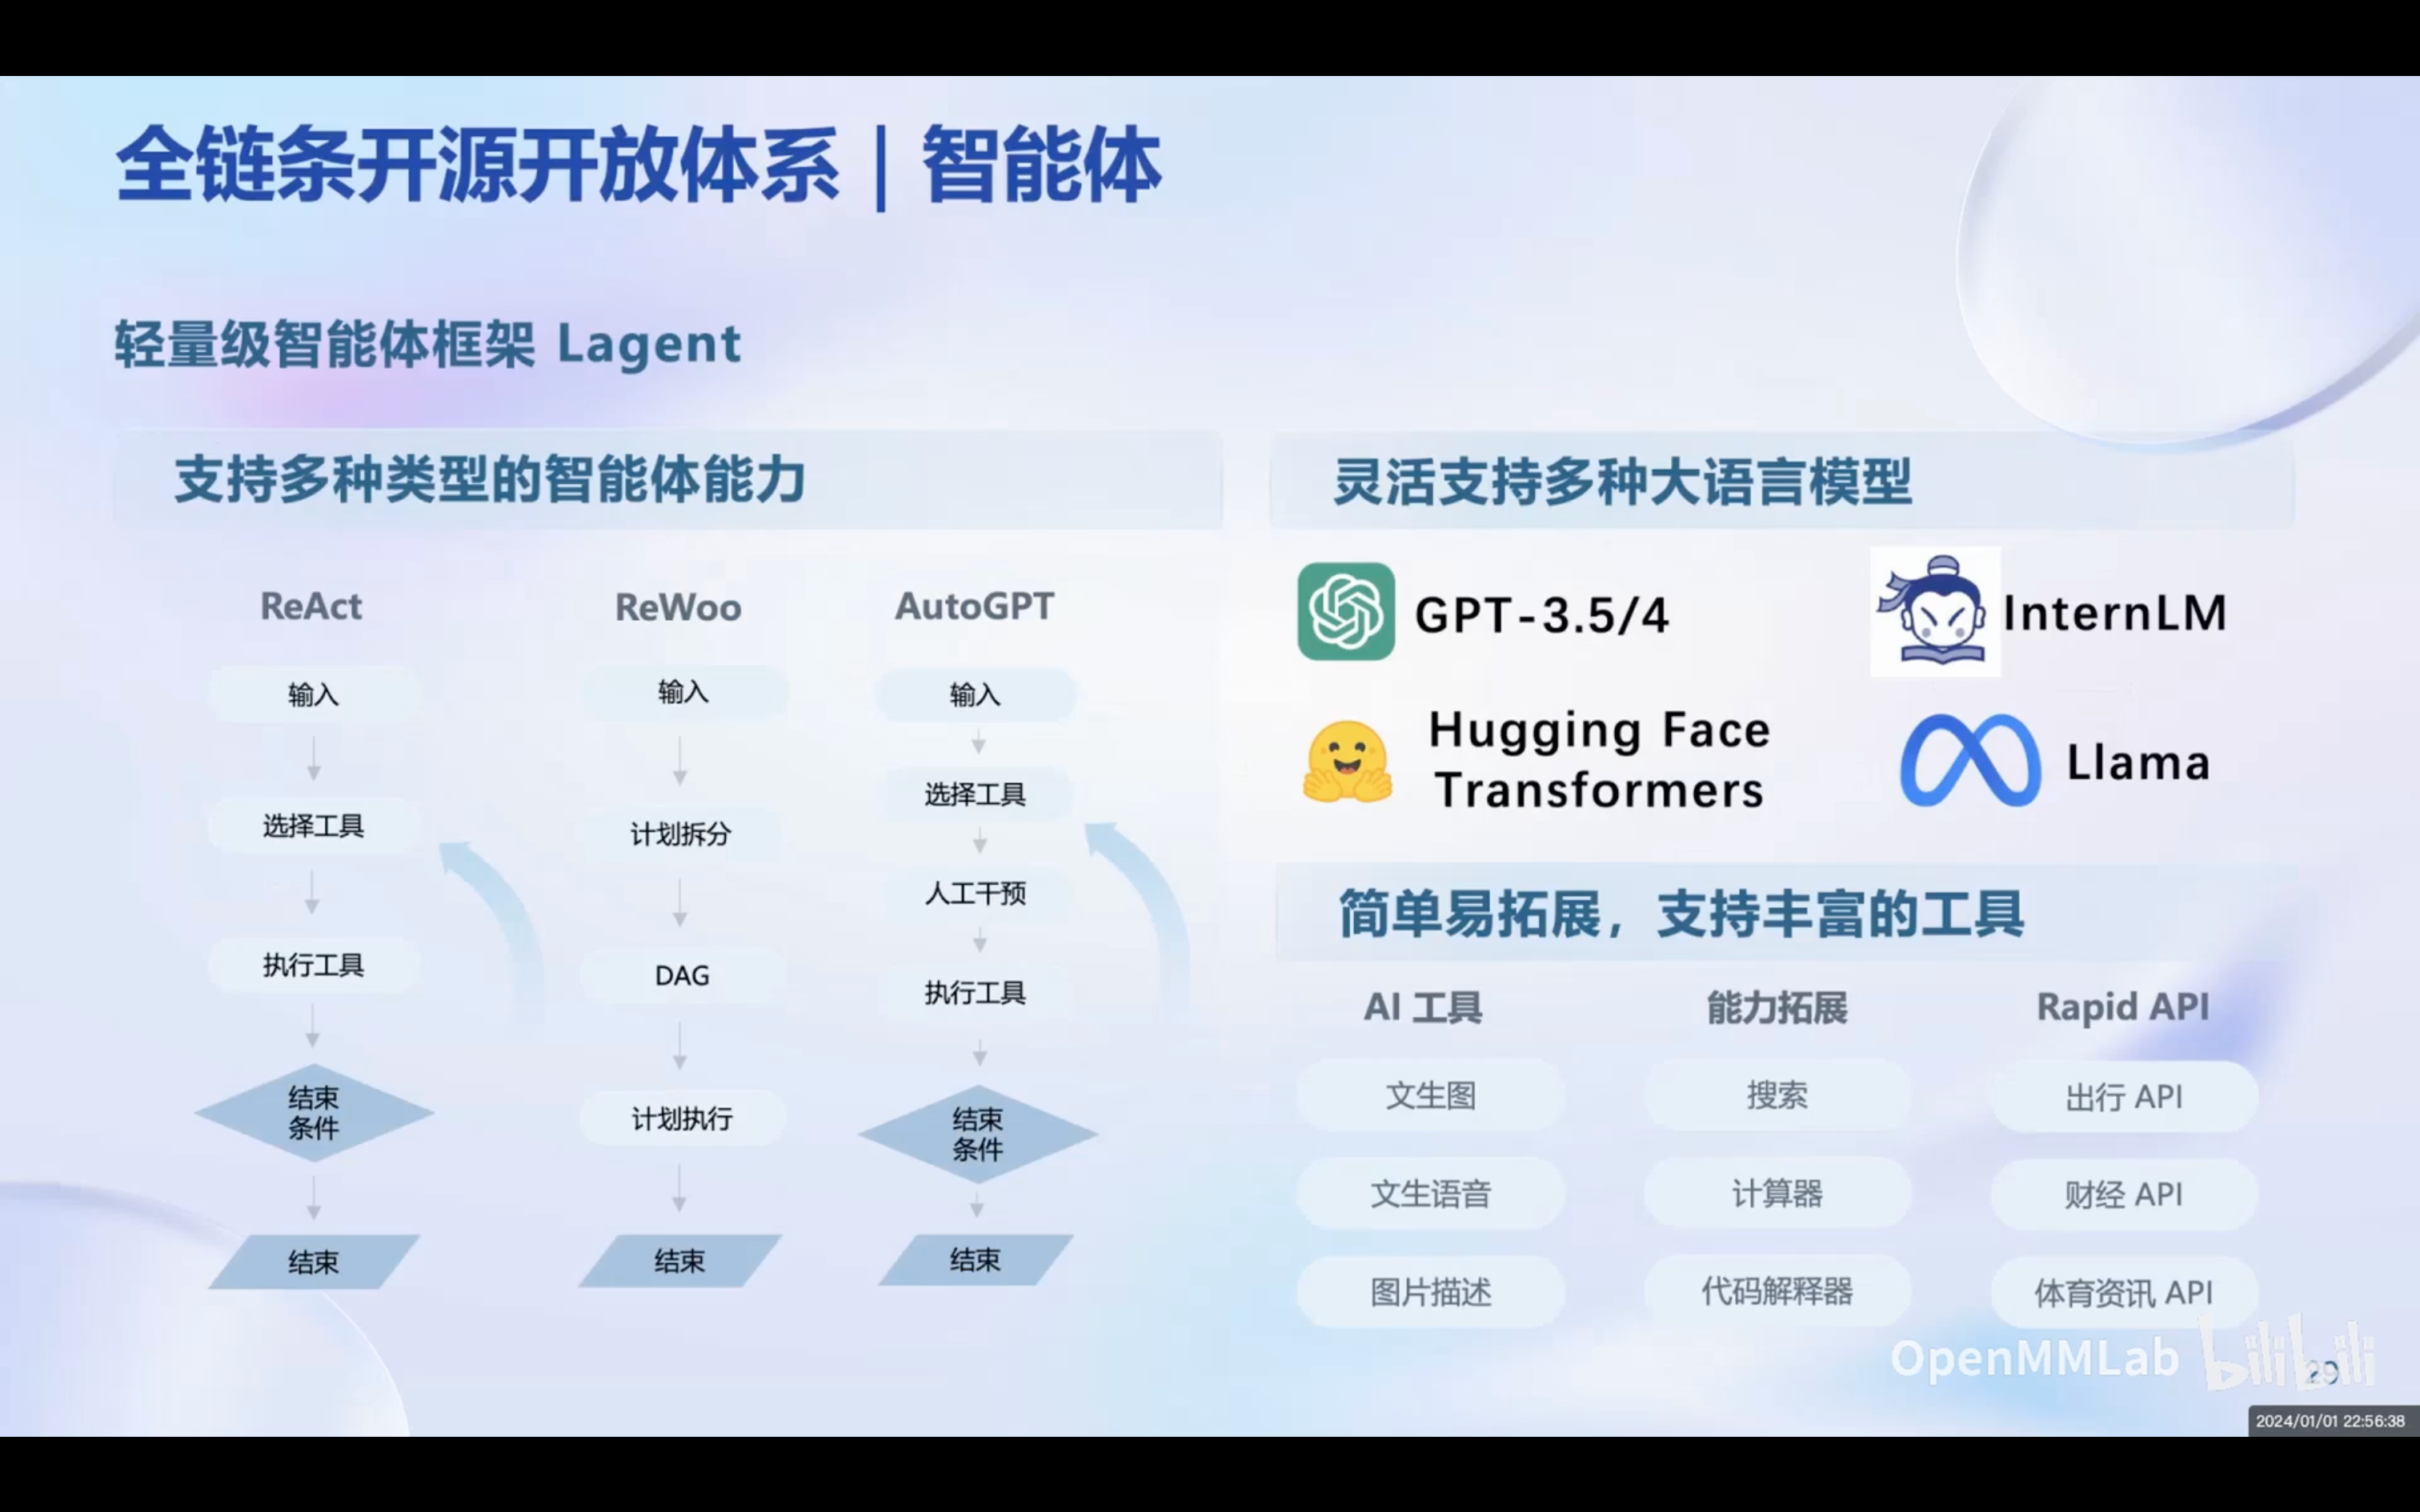 全链条开源开放体系 | 智能体
轻量级智能体框架 Lagent
支持多种类型的智能体能力
ReAct
输入
选择工具
执行工具
结束
条件
结束
ReWoo
输入
计划拆分
DAG
计划执行
结束
AutoGPT
输入
选择工具
人工干预
执行工具
结束
条件
结束
灵活支持多种大语言模型
GPT-3.5/4
InternLM
Hugging Face
Transformers
Llama
简单易拓展，支持丰富的工具
AI 工具
能力拓展
Rapid API
文生图
搜索
出行 API
文生语音
计算器
财经 API
图片描述
代码解释器
体育资讯 API
OpenMMLab bilibili
29
2024/01/01 22:56:38